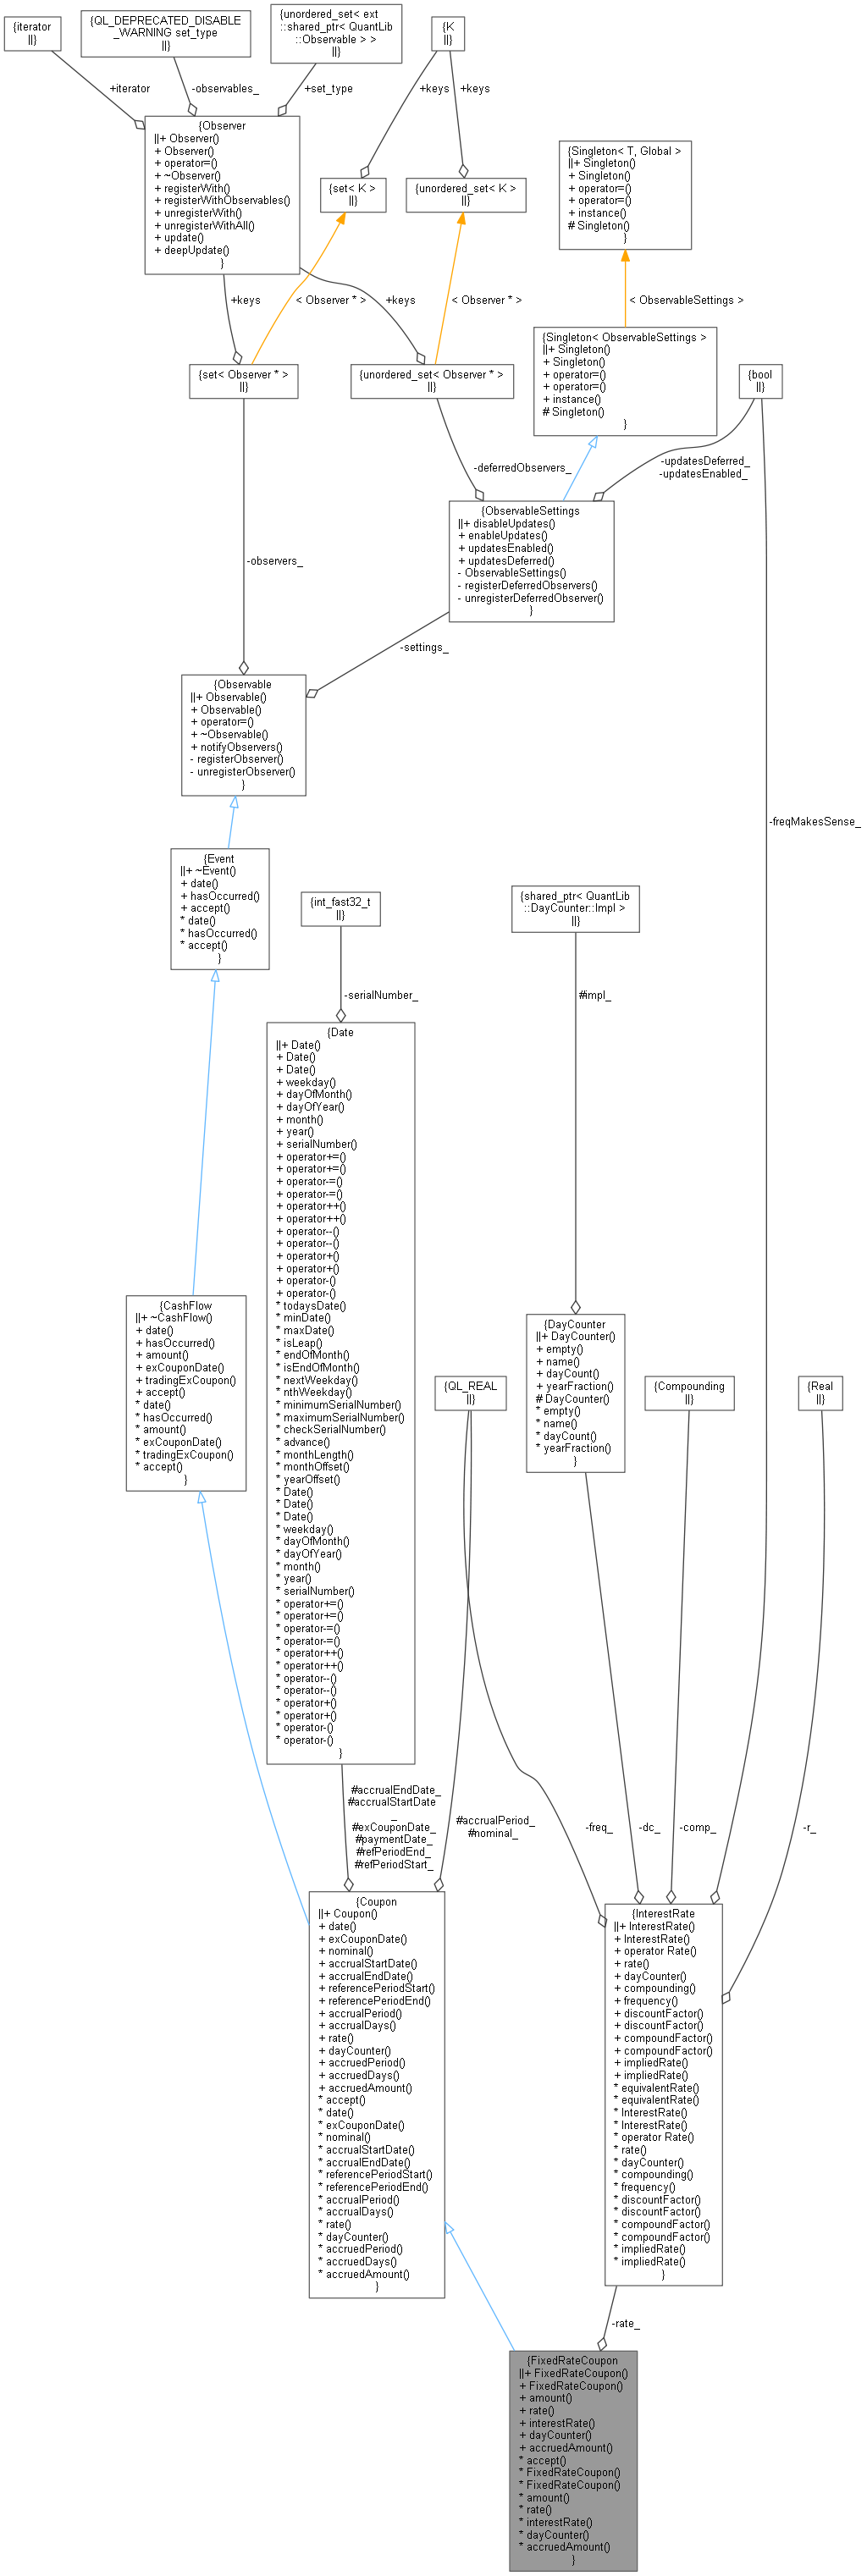 {iterator
||}
{QL_DEPRECATED_DISABLE
_WARNING set_type
||}
{unordered_set< ext
::shared_ptr< QuantLib
::Observable > >
||}
{K
||}
+iterator
-observables_
+set_type
+keys
+keys
{Observer
||+ Observer()
+ Observer()
+ operator=()
+ ~Observer()
+ registerWith()
+ registerWithObservables()
+ unregisterWith()
+ unregisterWithAll()
+ update()
+ deepUpdate()
}
{set< K >
||}
{unordered_set< K >
||}
{Singleton< T, Global >
||+ Singleton()
+ Singleton()
+ operator=()
+ operator=()
+ instance()
# Singleton()
}
+keys
< Observer * >
+keys
< Observer * >
< ObservableSettings >
{set< Observer * >
||}
{unordered_set< Observer * >
||}
{Singleton< ObservableSettings >
||+ Singleton()
+ Singleton()
+ operator=()
+ operator=()
+ instance()
# Singleton()
}
{bool
||}
-deferredObservers_
-updatesDeferred_
-updatesEnabled_
{ObservableSettings
||+ disableUpdates()
+ enableUpdates()
+ updatesEnabled()
+ updatesDeferred()
- ObservableSettings()
- registerDeferredObservers()
- unregisterDeferredObserver()
}
-observers_
-settings_
{Observable
||+ Observable()
+ Observable()
+ operator=()
+ ~Observable()
+ notifyObservers()
- registerObserver()
- unregisterObserver()
}
-freqMakesSense_
{Event
||+ ~Event()
+ date()
+ hasOccurred()
+ accept()
* date()
* hasOccurred()
* accept()
}
{int_fast32_t
||}
{shared_ptr< QuantLib
::DayCounter::Impl >
||}
-serialNumber_
#impl_
{Date
||+ Date()
+ Date()
+ Date()
+ weekday()
+ dayOfMonth()
+ dayOfYear()
+ month()
+ year()
+ serialNumber()
+ operator+=()
+ operator+=()
+ operator-=()
+ operator-=()
+ operator++()
+ operator++()
+ operator--()
+ operator--()
+ operator+()
+ operator+()
+ operator-()
+ operator-()
* todaysDate()
* minDate()
* maxDate()
* isLeap()
* endOfMonth()
* isEndOfMonth()
* nextWeekday()
* nthWeekday()
* minimumSerialNumber()
* maximumSerialNumber()
* checkSerialNumber()
* advance()
* monthLength()
* monthOffset()
* yearOffset()
* Date()
* Date()
* Date()
* weekday()
* dayOfMonth()
* dayOfYear()
* month()
* year()
* serialNumber()
* operator+=()
* operator+=()
* operator-=()
* operator-=()
* operator++()
* operator++()
* operator--()
* operator--()
* operator+()
* operator+()
* operator-()
* operator-()
}
{CashFlow
||+ ~CashFlow()
+ date()
+ hasOccurred()
+ amount()
+ exCouponDate()
+ tradingExCoupon()
+ accept()
* date()
* hasOccurred()
* amount()
* exCouponDate()
* tradingExCoupon()
* accept()
}
{QL_REAL
||}
{DayCounter
||+ DayCounter()
+ empty()
+ name()
+ dayCount()
+ yearFraction()
# DayCounter()
* empty()
* name()
* dayCount()
* yearFraction()
}
{Compounding
||}
{Real
||}
#accrualEndDate_
#accrualStartDate
_
#exCouponDate_
#paymentDate_
#refPeriodEnd_
#refPeriodStart_
#accrualPeriod_
#nominal_
-freq_
-dc_
-comp_
-r_
{Coupon
||+ Coupon()
+ date()
+ exCouponDate()
+ nominal()
+ accrualStartDate()
+ accrualEndDate()
+ referencePeriodStart()
+ referencePeriodEnd()
+ accrualPeriod()
+ accrualDays()
+ rate()
+ dayCounter()
+ accruedPeriod()
+ accruedDays()
+ accruedAmount()
* accept()
* date()
* exCouponDate()
* nominal()
* accrualStartDate()
* accrualEndDate()
* referencePeriodStart()
* referencePeriodEnd()
* accrualPeriod()
* accrualDays()
* rate()
* dayCounter()
* accruedPeriod()
* accruedDays()
* accruedAmount()
}
{InterestRate
||+ InterestRate()
+ InterestRate()
+ operator Rate()
+ rate()
+ dayCounter()
+ compounding()
+ frequency()
+ discountFactor()
+ discountFactor()
+ compoundFactor()
+ compoundFactor()
+ impliedRate()
+ impliedRate()
* equivalentRate()
* equivalentRate()
* InterestRate()
* InterestRate()
* operator Rate()
* rate()
* dayCounter()
* compounding()
* frequency()
* discountFactor()
* discountFactor()
* compoundFactor()
* compoundFactor()
* impliedRate()
* impliedRate()
}
-rate_
{FixedRateCoupon
||+ FixedRateCoupon()
+ FixedRateCoupon()
+ amount()
+ rate()
+ interestRate()
+ dayCounter()
+ accruedAmount()
* accept()
* FixedRateCoupon()
* FixedRateCoupon()
* amount()
* rate()
* interestRate()
* dayCounter()
* accruedAmount()
}